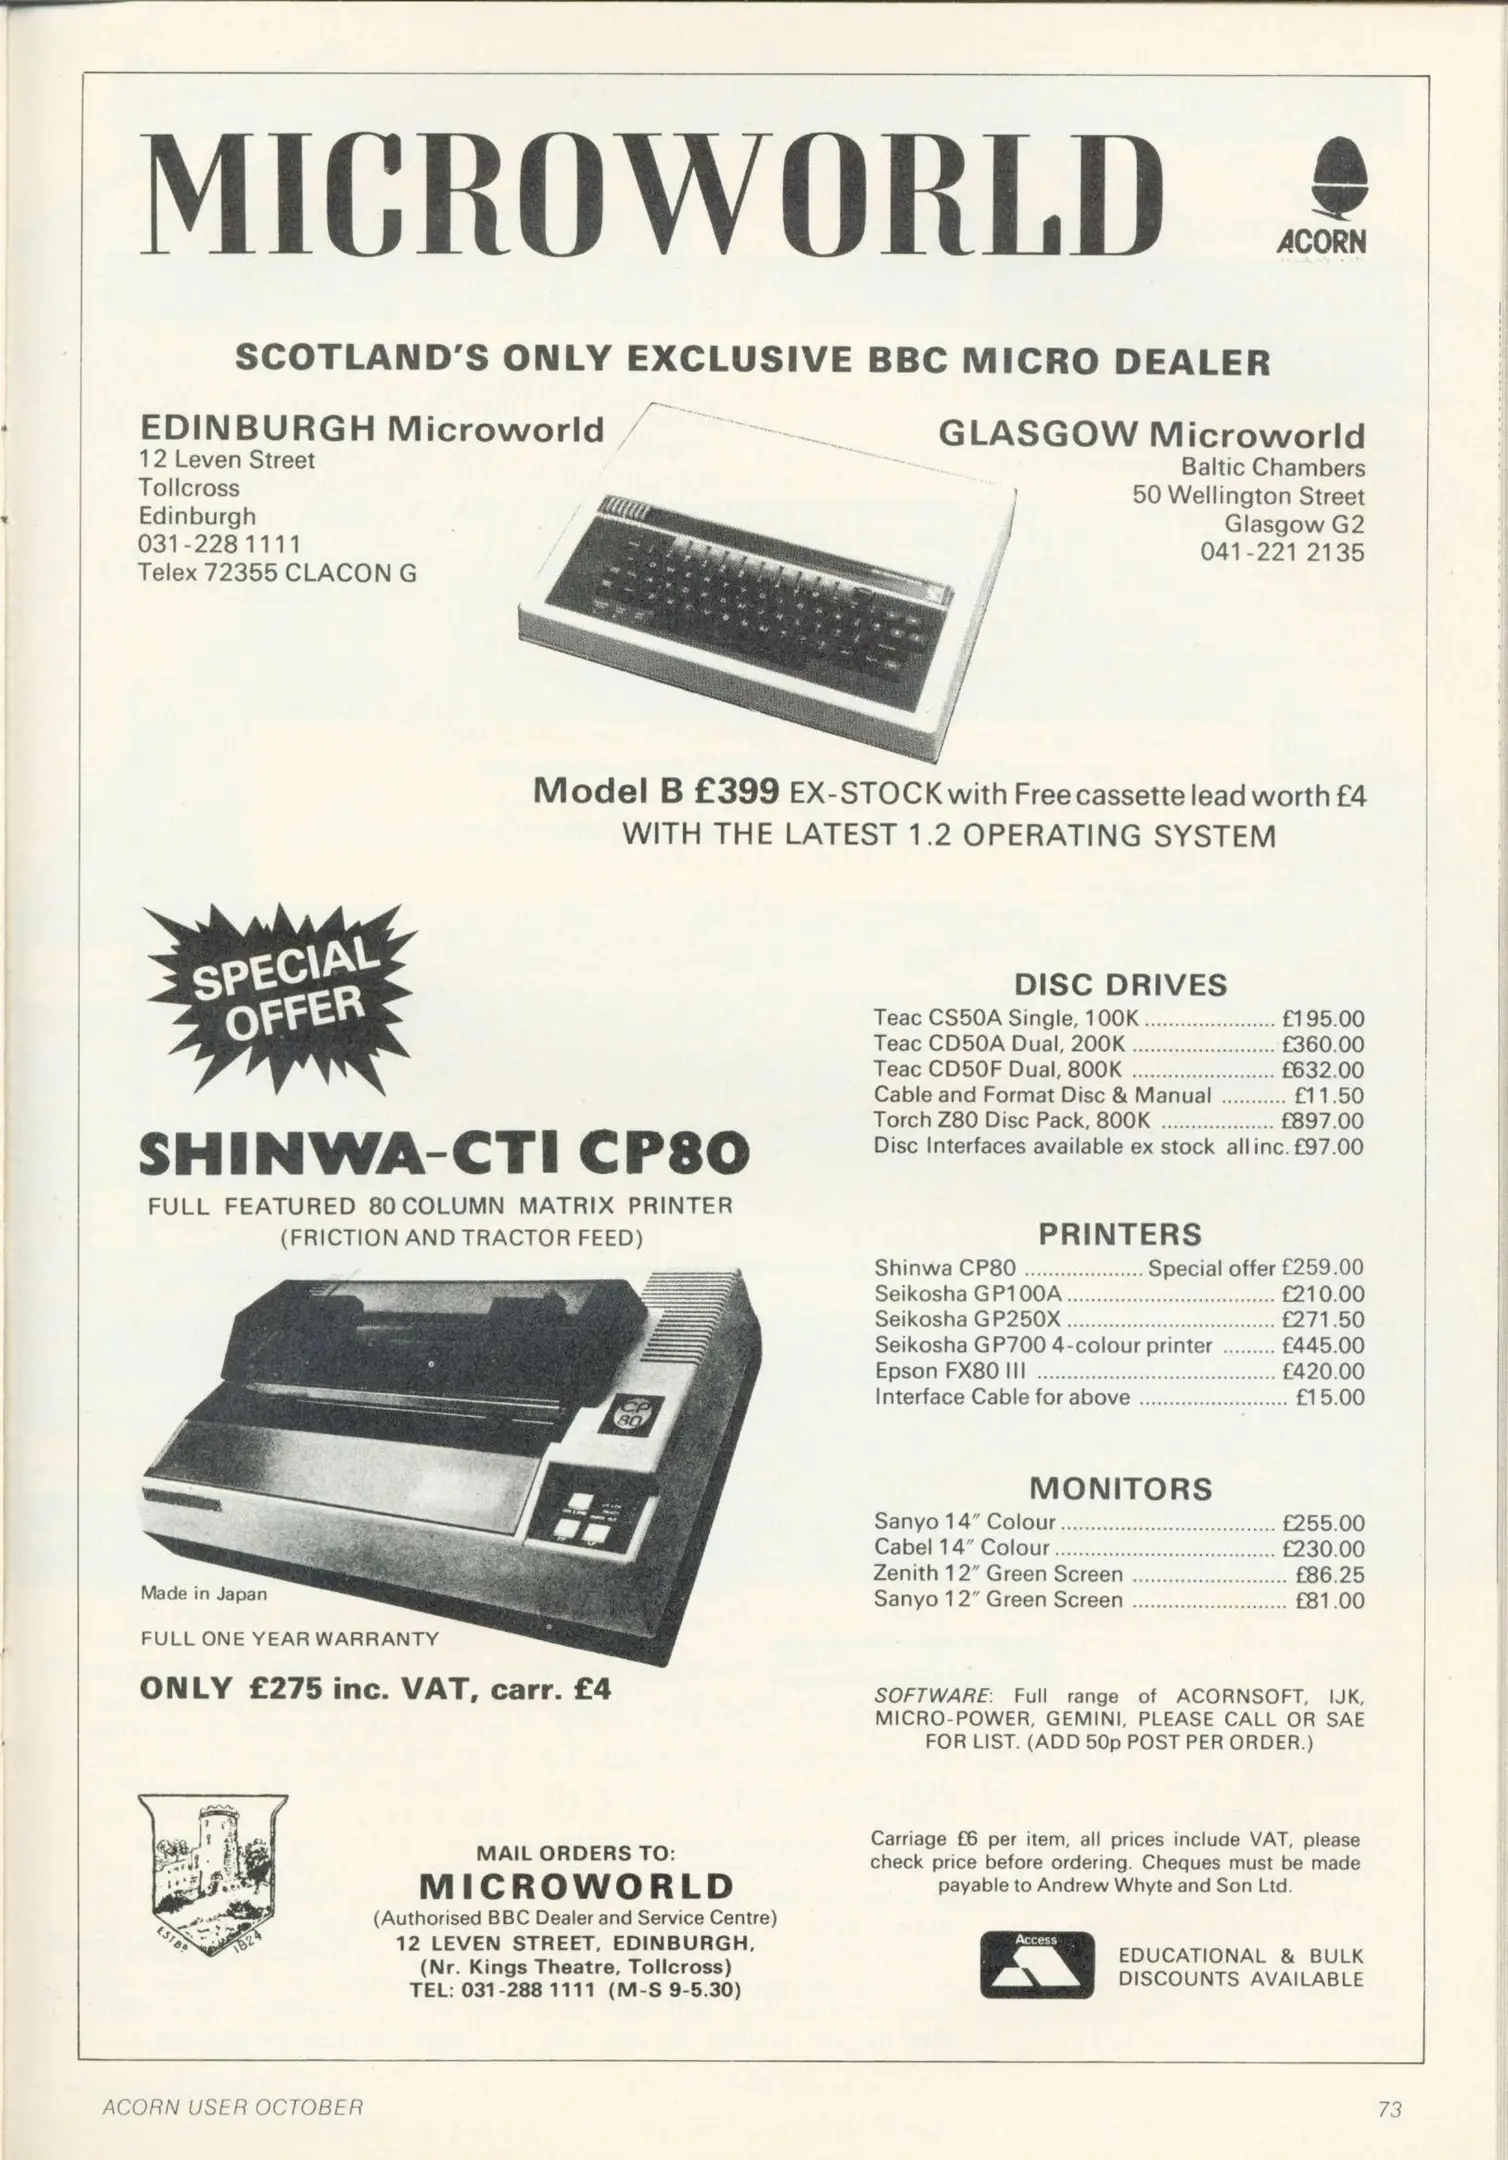 MICROWORLD
ACORN
SCOTLAND'S ONLY EXCLUSIVE BBC MICRO DEALER
EDINBURGH Microworld
12 Leven Street
Tollcross
Edinburgh
031-228 1111
Telex 72355 CLACON G
GLASGOW Microworld
Baltic Chambers
50 Wellington Street
Glasgow G2
041-221 2135
Model B £399 EX-STOCK with Free cassette lead worth £4
WITH THE LATEST 1.2 OPERATING SYSTEM
SPECIAL
OFFER
SHINWA-CTI CP80
FULL FEATURED 80 COLUMN MATRIX PRINTER
(FRICTION AND TRACTOR FEED)
CP
80
Made in Japan
FULL ONE YEAR WARRANTY
ONLY £275 inc. VAT, carr. £4
DISC DRIVES
Teac CS50A Single, 100K ...................... £195.00
Teac CD50A Dual, 200K ........................ £360.00
Teac CD50F Dual, 800K ........................ £632.00
Cable and Format Disc & Manual ........... £11.50
Torch Z80 Disc Pack, 800K ................... £897.00
Disc Interfaces available ex stock all inc. £97.00
PRINTERS
Shinwa CP80 .................... Special offer £259.00
Seikosha GP100A ................................... £210.00
Seikosha GP250X ................................... £271.50
Seikosha GP700 4-colour printer ......... £445.00
Epson FX80 III ........................................ £420.00
Interface Cable for above ......................... £15.00
MONITORS
Sanyo 14″ Colour .................................... £255.00
Cabel 14″ Colour ..................................... £230.00
Zenith 12″ Green Screen .......................... £86.25
Sanyo 12″ Green Screen .......................... £81.00
SOFTWARE: Full range of ACORNSOFT, IJK,
MICRO-POWER, GEMINI, PLEASE CALL OR SAE
FOR LIST. (ADD 50p POST PER ORDER.)
ESTBD 1824
MAIL ORDERS TO:
MICROWORLD
(Authorised BBC Dealer and Service Centre)
12 LEVEN STREET, EDINBURGH,
(Nr. Kings Theatre, Tollcross)
TEL: 031-288 1111 (M-S 9-5.30)
Carriage £6 per item, all prices include VAT, please
check price before ordering. Cheques must be made
payable to Andrew Whyte and Son Ltd.
Access
EDUCATIONAL & BULK
DISCOUNTS AVAILABLE
ACORN USER OCTOBER
73